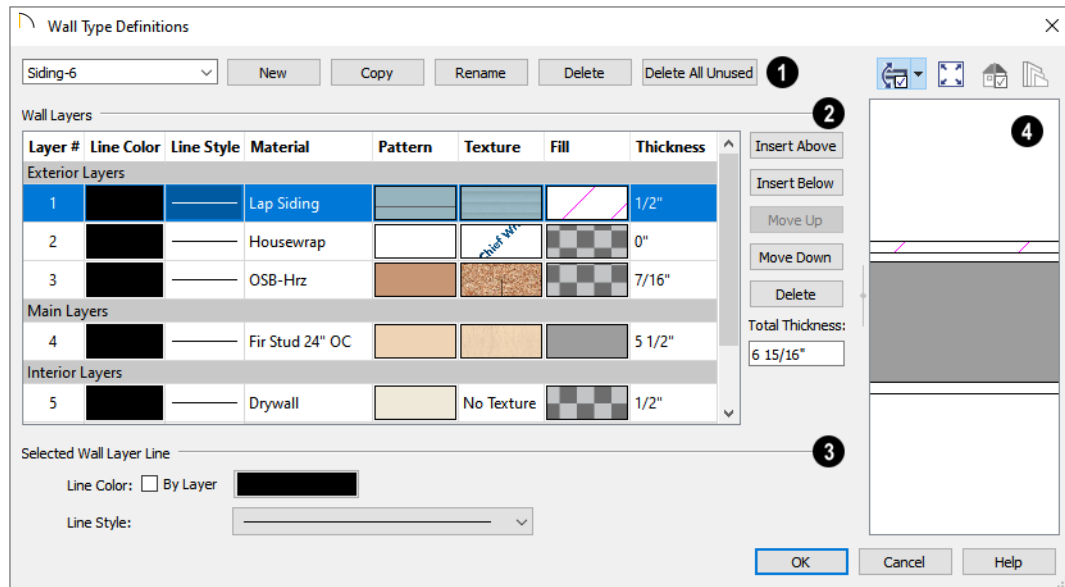 Wall Type Definitions
Siding-6 New Copy Rename Delete Delete All Unused 1
Wall Layers 2 4
Layer # Line Color Line Style Material Pattern Texture Fill Thickness Insert Above
Exterior Layers
1 Lap Siding 1/2" Insert Below
2 Housewrap Chief 0" Move Up
3 OSB-Hrz 7/16" Move Down
Main Layers Delete
4 Fir Stud 24" OC 5 1/2" Total Thickness:
6 15/16"
Interior Layers
5 Drywall No Texture 1/2"
Selected Wall Layer Line 3
Line Color: By Layer
Line Style:
OK Cancel Help